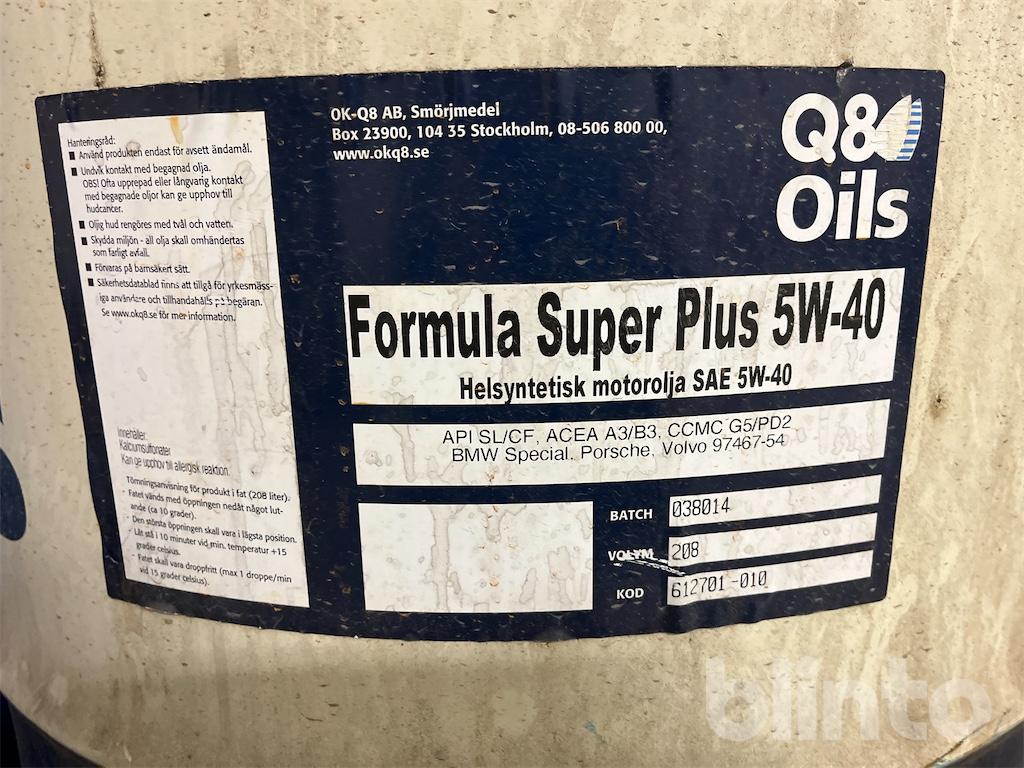 Hanteringsråd:
■ Använd produkten endast för avsett ändamål.
■ Undvik kontakt med begagnad olja.
OBS! Ofta upprepad eller långvarig kontakt
med begagnade oljor kan ge upphov till
hudcancer.
■ Oljig hud rengöres med tvål och vatten.
■ Skydda miljön - all olja skall omhändertas
som farligt avfall.
■ Förvaras på barnsäkert sätt.
■ Säkerhetsdatablad finns att tillgå för yrkesmäss-
iga användare och tillhandahålls på begäran.
Se www.okq8.se för mer information.
Innehåller:
Kalciumsulfonater
Kan ge upphov till allergisk reaktion.
Tömningsanvisning för produkt i fat (208 liter).
- Fatet vänds med öppningen nedåt något lut-
ande (ca 10 grader).
- Den största öppningen skall vara i lägsta position.
- Låt stå i 10 minuter vid min. temperatur +15
grader celsius.
- Fatet skall vara droppfritt (max 1 droppe/min
vid 15 grader celsius).
OK-Q8 AB, Smörjmedel
Box 23900, 104 35 Stockholm, 08-506 800 00,
www.okq8.se
Q8
Oils
Formula Super Plus 5W-40
Helsyntetisk motorolja SAE 5W-40
API SL/CF, ACEA A3/B3, CCMC G5/PD2
BMW Special. Porsche, Volvo 97467-54
BATCH 038014
VOLYM 208
KOD 612701-010
blinto